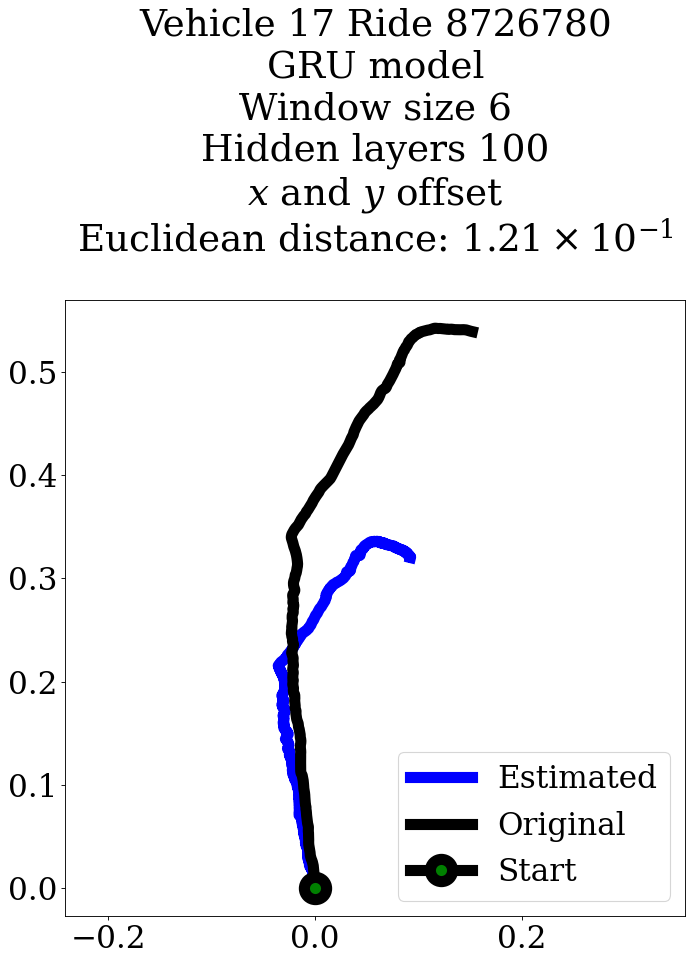 Vehicle 17 Ride 8726780
GRU model
Window size 6
Hidden layers 100
x and y offset
Euclidean distance: 1.21 × 10⁻¹
0.5
0.4
0.3
0.2
0.1
0.0
Estimated
Original
Start
−0.2 0.0 0.2